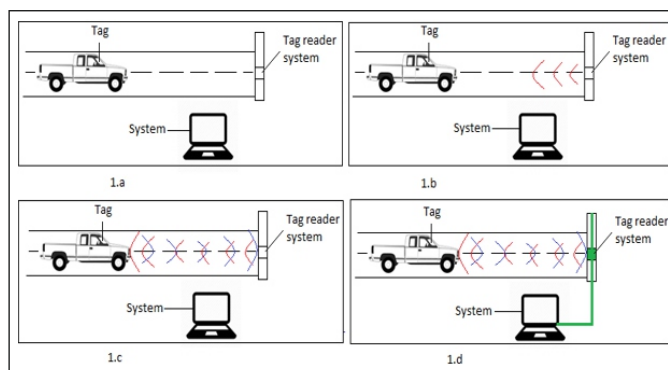 Tag
Tag reader
system
System
1.a
Tag
Tag reader
system
System
1.b
Tag
Tag reader
system
System
1.c
Tag
Tag reader
system
System
1.d